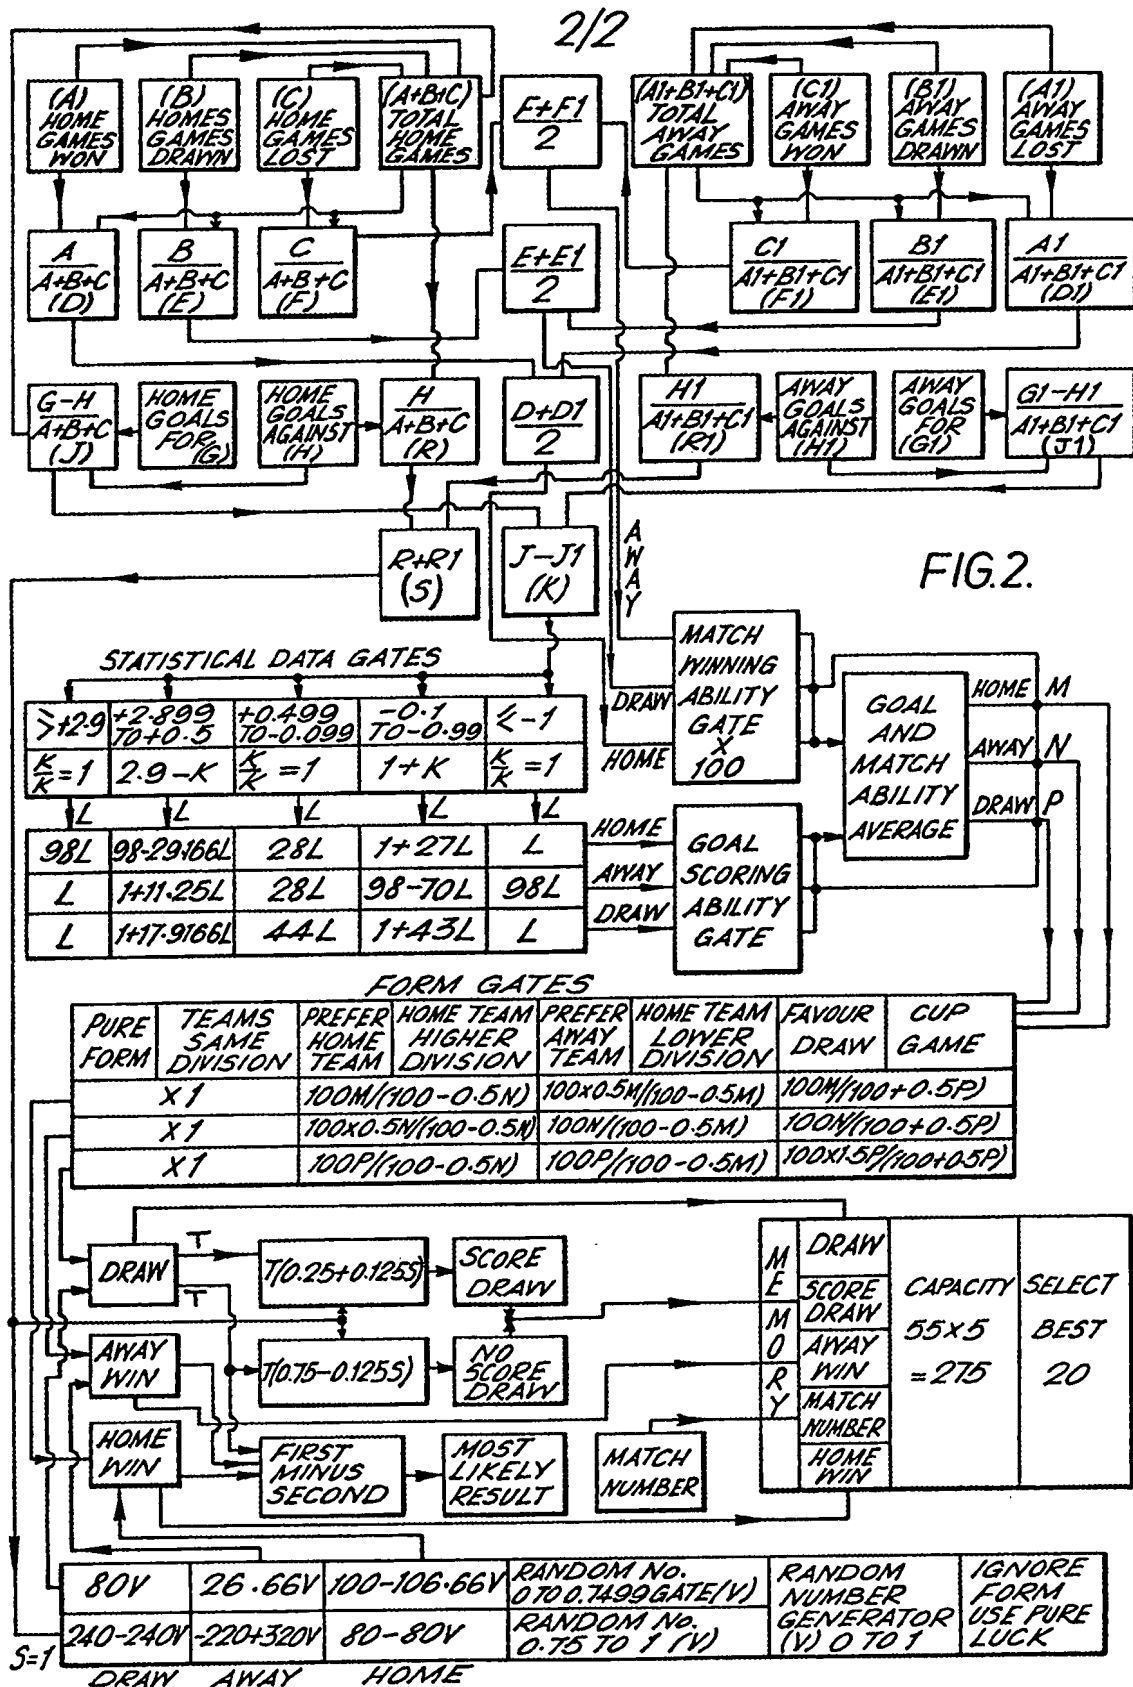 2/2
(A)
HOME
GAMES
WON
(B)
HOMES
GAMES
DRAWN
(C)
HOME
GAMES
LOST
(A+B+C)
TOTAL
HOME
GAMES
F+F1
2
(A1+B1+C1)
TOTAL
AWAY
GAMES
(C1)
AWAY
GAMES
WON
(B1)
AWAY
GAMES
DRAWN
(A1)
AWAY
GAMES
LOST
A
A+B+C
(D)
B
A+B+C
(E)
C
A+B+C
(F)
E+E1
2
C1
A1+B1+C1
(F1)
B1
A1+B1+C1
(E1)
A1
A1+B1+C1
(D1)
G-H
A+B+C
(J)
HOME
GOALS
FOR
(G)
HOME
GOALS
AGAINST
(H)
H
A+B+C
(R)
D+D1
2
H1
A1+B1+C1
(R1)
AWAY
GOALS
AGAINST
(H1)
AWAY
GOALS
FOR
(G1)
G1-H1
A1+B1+C1
(J1)
R+R1
(S)
J-J1
(K)
AWAY
FIG.2.
STATISTICAL DATA GATES
≥+2.9
+2.899
TO+0.5
+0.499
TO-0.099
-0.1
TO-0.99
≤-1
K/K=1
2.9-K
K/K=1
1+K
K/K=1
L L L L L
98L 98-29.166L 28L 1+27L L
L 1+11.25L 28L 98-70L 98L
L 1+17.9166L 44L 1+43L L
DRAW
HOME
MATCH
WINNING
ABILITY
GATE
X
100
HOME
AWAY
DRAW
GOAL
SCORING
ABILITY
GATE
GOAL
AND
MATCH
ABILITY
AVERAGE
HOME M
AWAY N
DRAW P
FORM GATES
PURE
FORM
TEAMS
SAME
DIVISION
PREFER
HOME
TEAM
HOME TEAM
HIGHER
DIVISION
PREFER
AWAY
TEAM
HOME TEAM
LOWER
DIVISION
FAVOUR
DRAW
CUP
GAME
X1 100M/(100-0.5N) 100x0.5M/(100-0.5M) 100M/(100+0.5P)
X1 100x0.5N/(100-0.5N) 100N/(100-0.5M) 100N/(100+0.5P)
X1 100P/(100-0.5N) 100P/(100-0.5M) 100x1.5P/(100+0.5P)
DRAW
T
T
T(0.25+0.125S)
SCORE
DRAW
AWAY
WIN
T(0.75-0.125S)
NO
SCORE
DRAW
HOME
WIN
FIRST
MINUS
SECOND
MOST
LIKELY
RESULT
MATCH
NUMBER
MEMORY
DRAW
SCORE
DRAW
AWAY
WIN
MATCH
NUMBER
HOME
WIN
CAPACITY
55x5
=275
SELECT
BEST
20
80V 26.66V 100-106.66V
RANDOM No.
0 TO 0.7499 GATE/(V)
240-240V -220+320V 80-80V
RANDOM No.
0.75 TO 1 (V)
RANDOM
NUMBER
GENERATOR
(V) 0 TO 1
IGNORE
FORM
USE PURE
LUCK
S=1
DRAW AWAY HOME